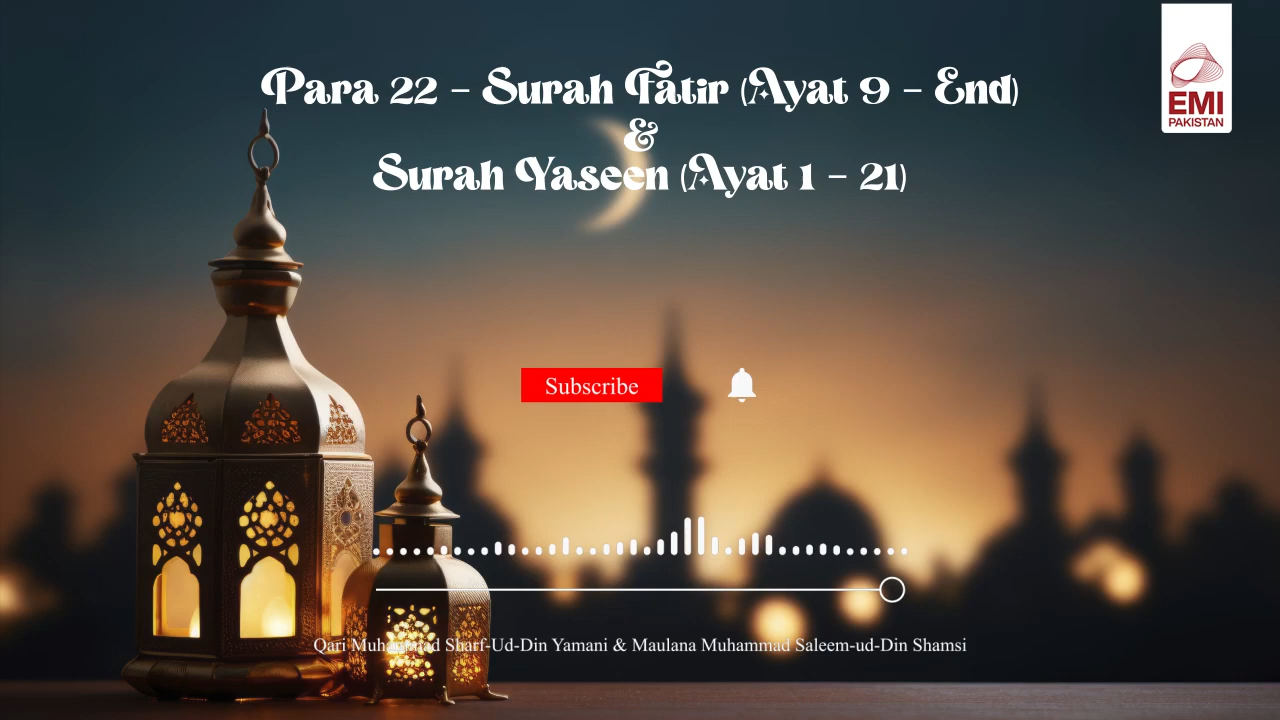 Para 22 – Surah Fatir (Ayat 9 – End)
&
Surah Yaseen (Ayat 1 – 21)
EMI
PAKISTAN
Subscribe
Qari Muhammad Sharf-Ud-Din Yamani & Maulana Muhammad Saleem-ud-Din Shamsi